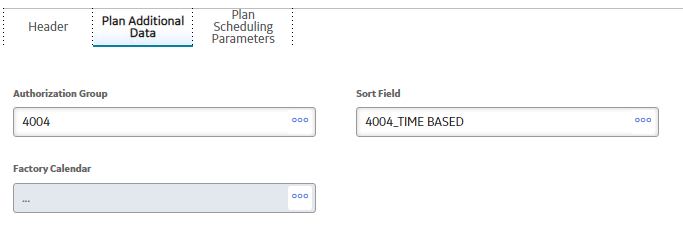 Header
Plan Additional
Data
Plan
Scheduling
Parameters
Authorization Group
Sort Field
4004
4004_TIME BASED
Factory Calendar
...